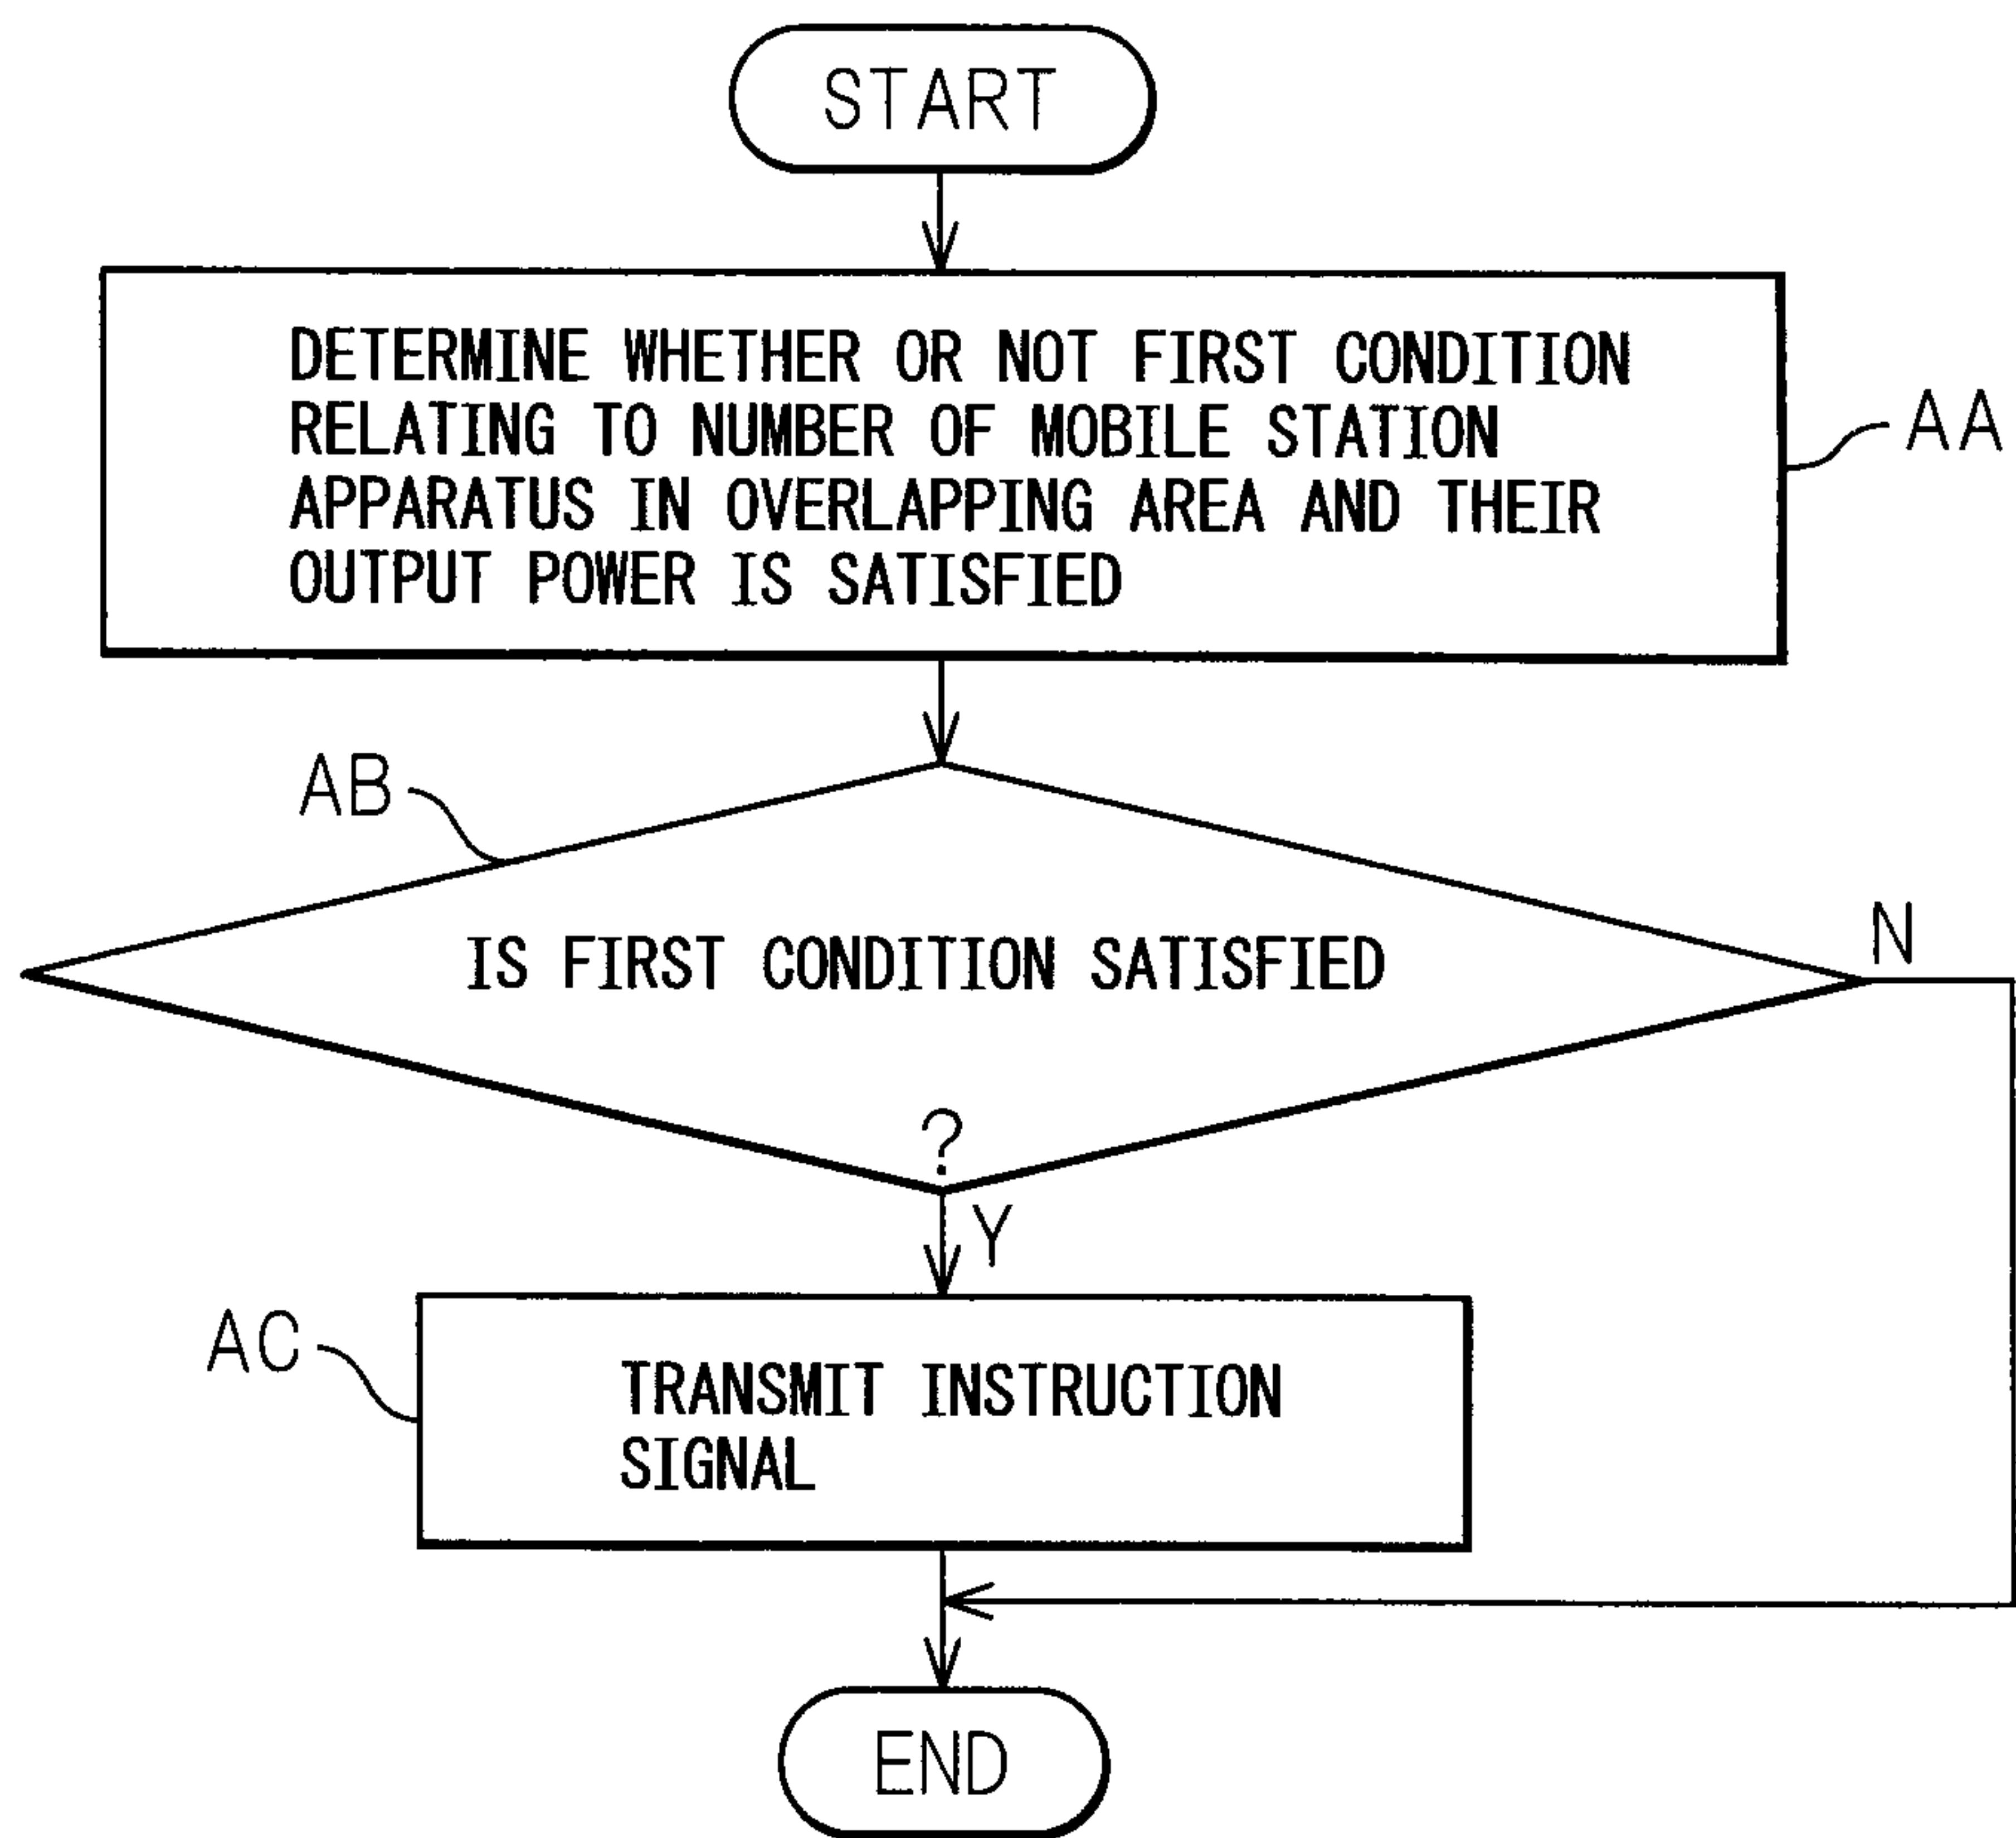 START
DETERMINE WHETHER OR NOT FIRST CONDITION
RELATING TO NUMBER OF MOBILE STATION
APPARATUS IN OVERLAPPING AREA AND THEIR
OUTPUT POWER IS SATISFIED
AA
AB
IS FIRST CONDITION SATISFIED
N
?
Y
AC
TRANSMIT INSTRUCTION
SIGNAL
END